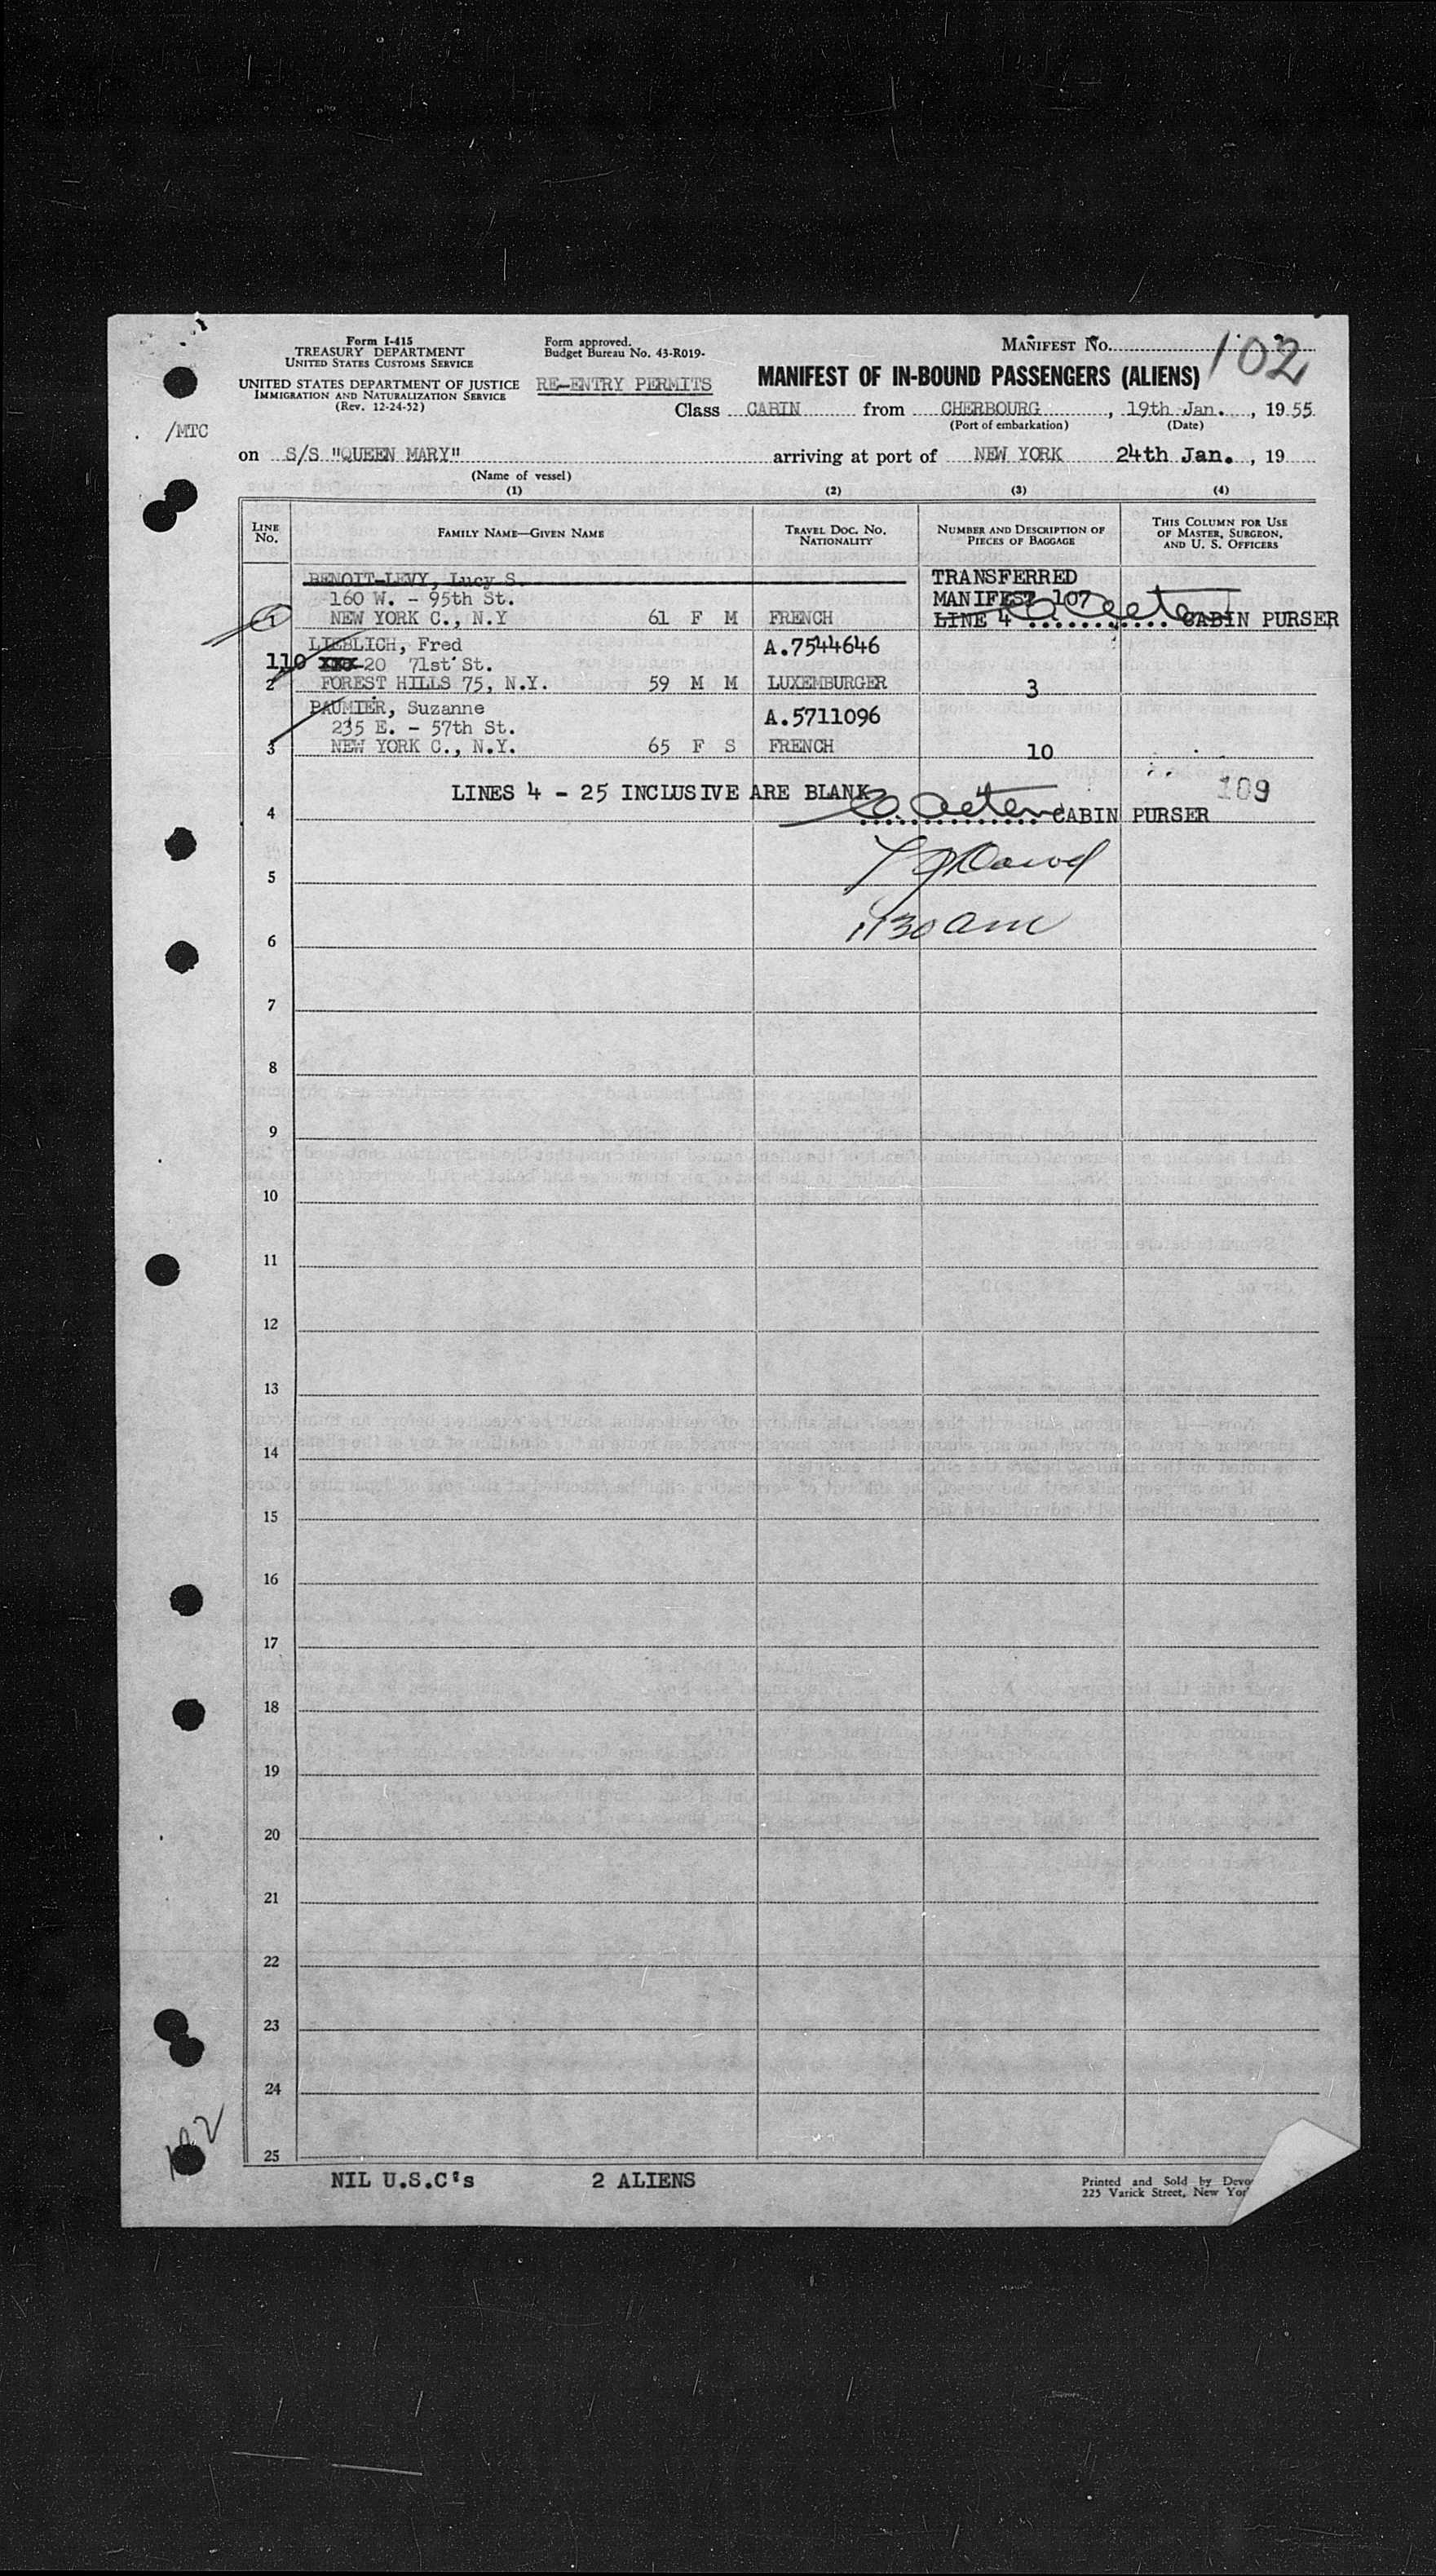 Form I-415
TREASURY DEPARTMENT
UNITED STATES CUSTOMS SERVICE
UNITED STATES DEPARTMENT OF JUSTICE
IMMIGRATION AND NATURALIZATION SERVICE
(Rev. 12-24-52)
Form approved.
Budget Bureau No. 43-R019-
RE-ENTRY PERMITS
MANIFEST No. 102
MANIFEST OF IN-BOUND PASSENGERS (ALIENS)
Class CABIN from CHERBOURG, 19th Jan., 1955
(Port of embarkation) (Date)
/MTC
on S/S "QUEEN MARY" arriving at port of NEW YORK 24th Jan., 19
(Name of vessel)
(1) (2) (3) (4)
LINE No. FAMILY NAME—GIVEN NAME TRAVEL DOC. NO. NATIONALITY NUMBER AND DESCRIPTION OF PIECES OF BAGGAGE THIS COLUMN FOR USE OF MASTER, SURGEON, AND U. S. OFFICERS
BENOIT-LEVY, Lucy S. TRANSFERRED
160 W. - 95th St. MANIFEST 107
1 NEW YORK C., N.Y 61 F M FRENCH LINE 4 CABIN PURSER
LIEBLICH, Fred A.7544646
110 20 71st St.
2 FOREST HILLS 75, N.Y. 59 M M LUXEMBURGER 3
PAUMIER, Suzanne A.5711096
235 E. - 57th St.
3 NEW YORK C., N.Y. 65 F S FRENCH 10
LINES 4 - 25 INCLUSIVE ARE BLANK 109
4 CABIN PURSER
5
1130 am
6
7
8
9
10
11
12
13
14
15
16
17
18
19
20
21
22
23
24
25
102
NIL U.S.C's 2 ALIENS
Printed and Sold by
225 Varick Street, New